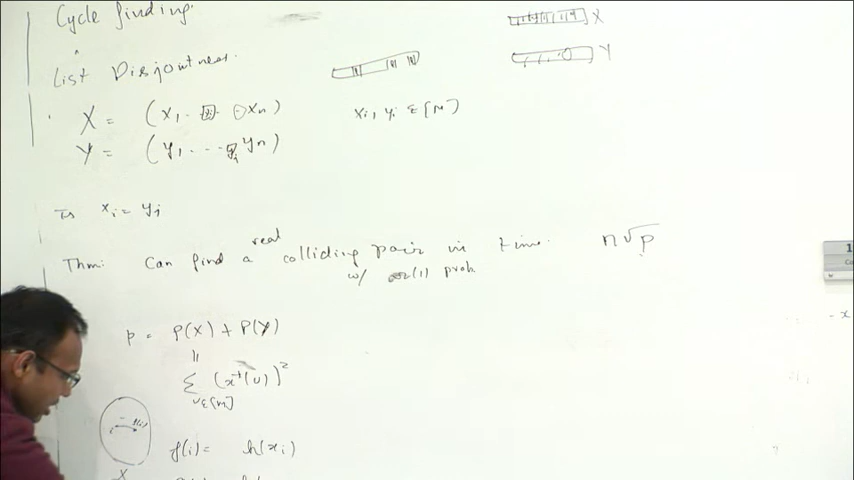 Cycle finding.
List Disjointness.
X
Y
X = (x₁ . . xₙ)
Y = (y₁ . . . yⱼ yₙ)
xᵢ, yᵢ ∈ [m]
Is xᵢ = yⱼ
Thm: Can find a real colliding pair in time. n√p
w/ Ω(1) prob.
p = p(X) + p(Y)
||
Σ (x⁻¹(v))²
v∈[m]
f(i)
f(i) = h(xᵢ)
X